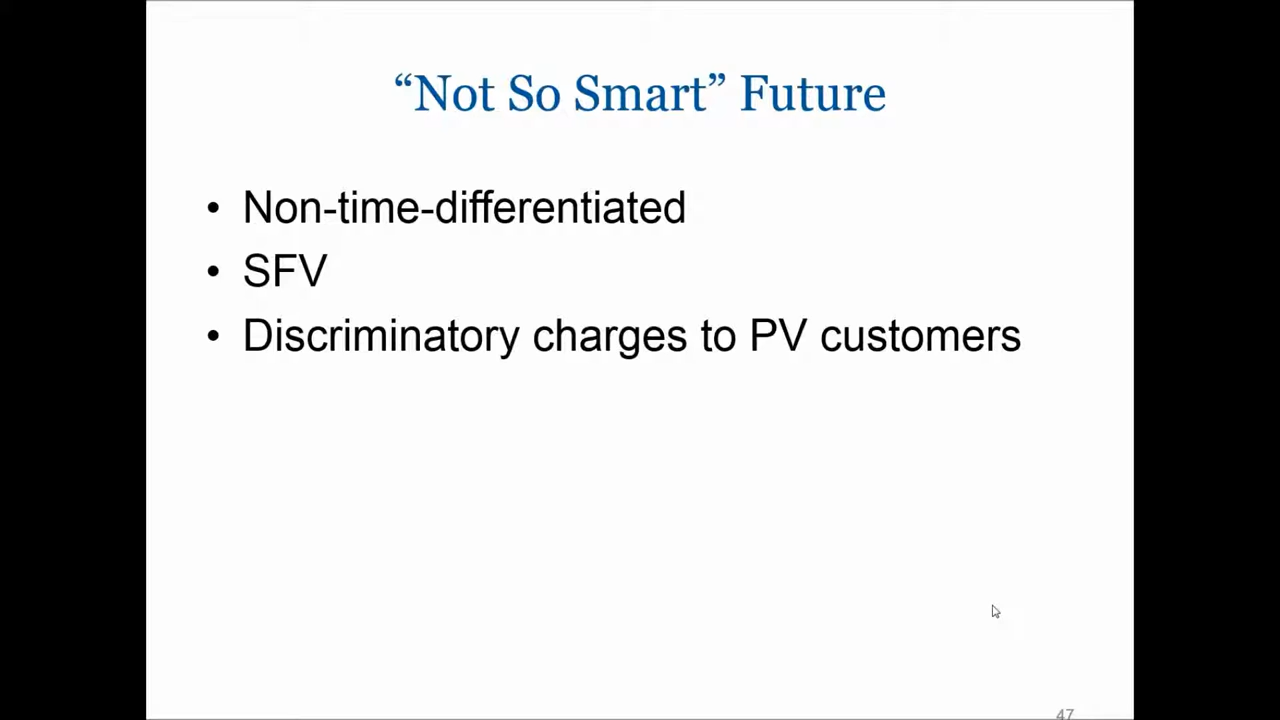 “Not So Smart” Future
• Non-time-differentiated
• SFV
• Discriminatory charges to PV customers
47